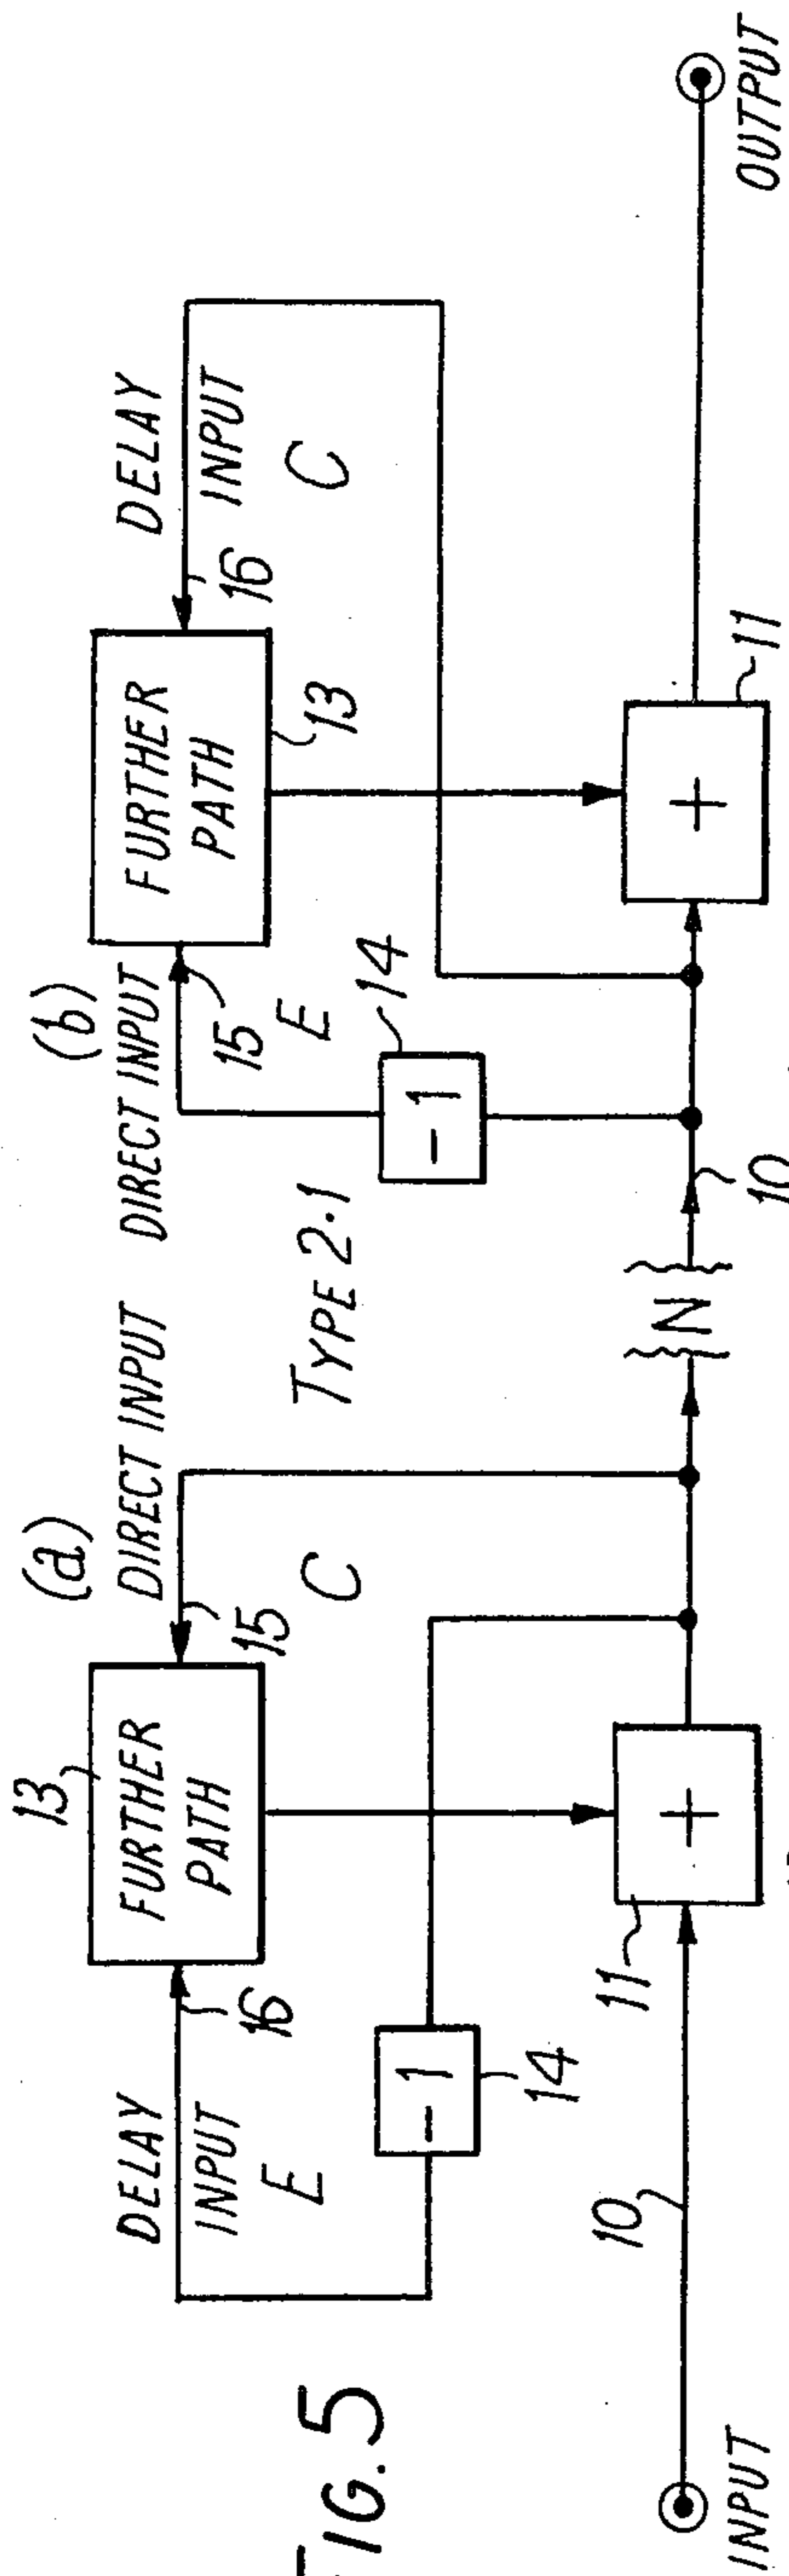 FIG. 5
(a)
(b)
DELAY
INPUT
E
16
13
FURTHER
PATH
DIRECT INPUT
15
C
- 1
14
TYPE 2.1
INPUT
10
11
+
N
10
DIRECT INPUT
15
E
- 1
14
FURTHER
PATH
13
DELAY
INPUT
16
C
+
11
OUTPUT